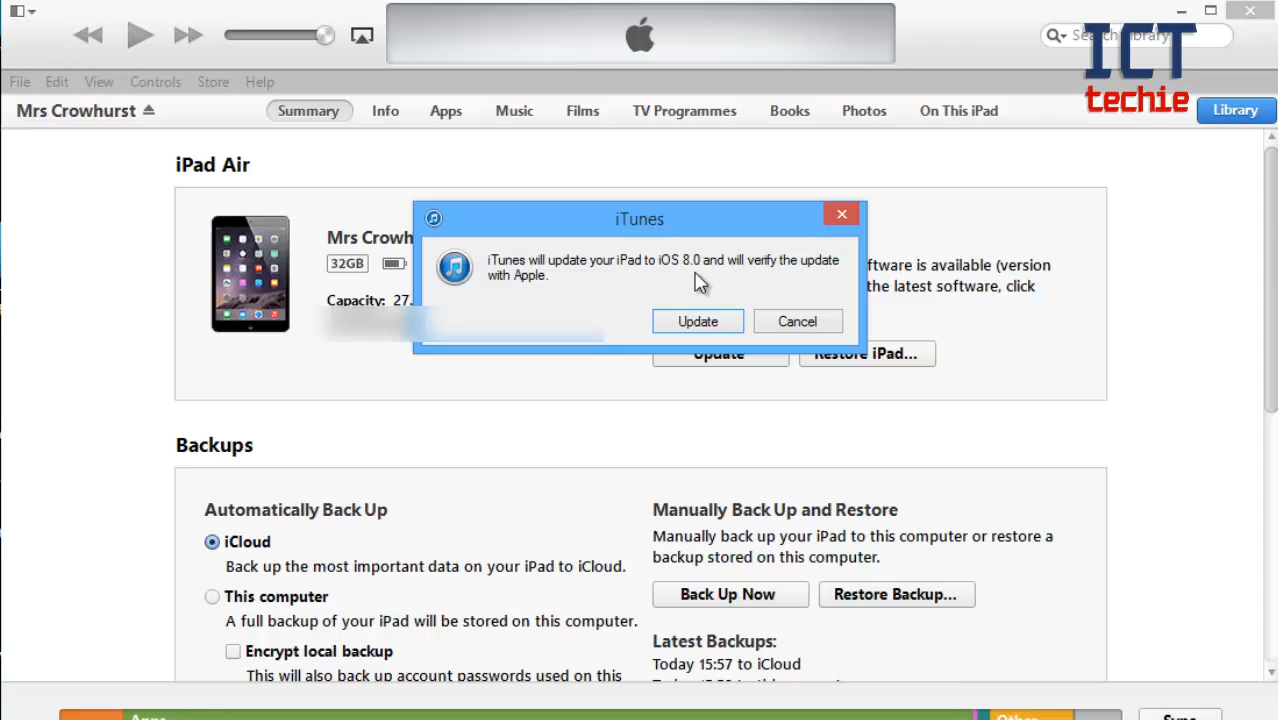 Search Library
ICT
techie
File Edit View Controls Store Help
Mrs Crowhurst Summary Info Apps Music Films TV Programmes Books Photos On This iPad Library
iPad Air
iTunes
Mrs Crowh
32GB
iTunes will update your iPad to iOS 8.0 and will verify the update
with Apple.
ftware is available (version
the latest software, click
Capacity: 27.
Update Cancel
Update Restore iPad...
Backups
Automatically Back Up
iCloud
Back up the most important data on your iPad to iCloud.
This computer
A full backup of your iPad will be stored on this computer.
Encrypt local backup
This will also back up account passwords used on this
Manually Back Up and Restore
Manually back up your iPad to this computer or restore a
backup stored on this computer.
Back Up Now Restore Backup...
Latest Backups:
Today 15:57 to iCloud
Apps Other Sync